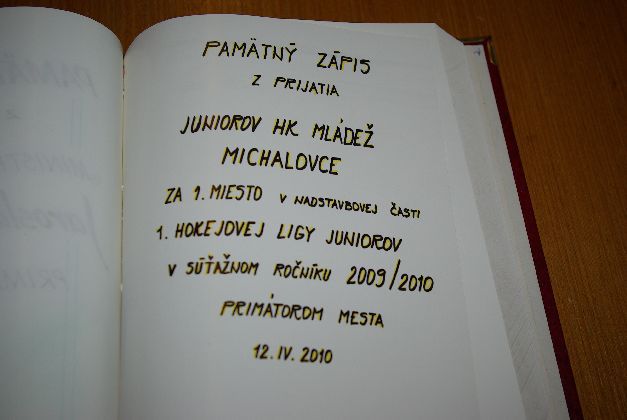 PAMÄTNÝ ZÁPIS
Z PRIJATIA
JUNIOROV HK MLÁDEŽ
MICHALOVCE
ZA 1. MIESTO V NADSTAVBOVEJ ČASTI
1. HOKEJOVEJ LIGY JUNIOROV
V SÚŤAŽNOM ROČNÍKU 2009/2010
PRIMÁTOROM MESTA
12. IV. 2010